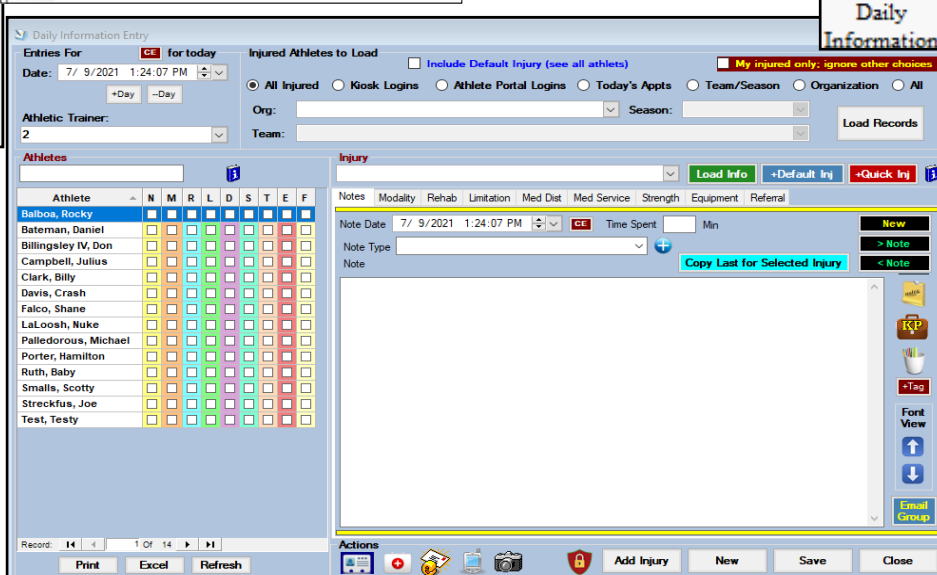 Daily
Information
Daily Information Entry
Entries For CE for today
Date: 7/ 9/2021 1:24:07 PM
+Day --Day
Athletic Trainer:
2
Injured Athletes to Load
Include Default Injury (see all athlets)
My injured only; ignore other choices
All Injured Kiosk Logins Athlete Portal Logins Today's Appts Team/Season Organization All
Org: Season:
Team:
Load Records
Athletes
Athlete N M R L D S T E F
Balboa, Rocky
Bateman, Daniel
Billingsley IV, Don
Campbell, Julius
Clark, Billy
Davis, Crash
Falco, Shane
LaLoosh, Nuke
Palledorous, Michael
Porter, Hamilton
Ruth, Baby
Smalls, Scotty
Streckfus, Joe
Test, Testy
Record: 1 Of 14
Print Excel Refresh
Injury
Load Info +Default Inj +Quick Inj
Notes Modality Rehab Limitation Med Dist Med Service Strength Equipment Referral
Note Date 7/ 9/2021 1:24:07 PM CE Time Spent Min
New
Note Type
> Note
Note
Copy Last for Selected Injury
< Note
notes
KP
+Tag
Font
View
Email
Group
Actions
Add Injury New Save Close